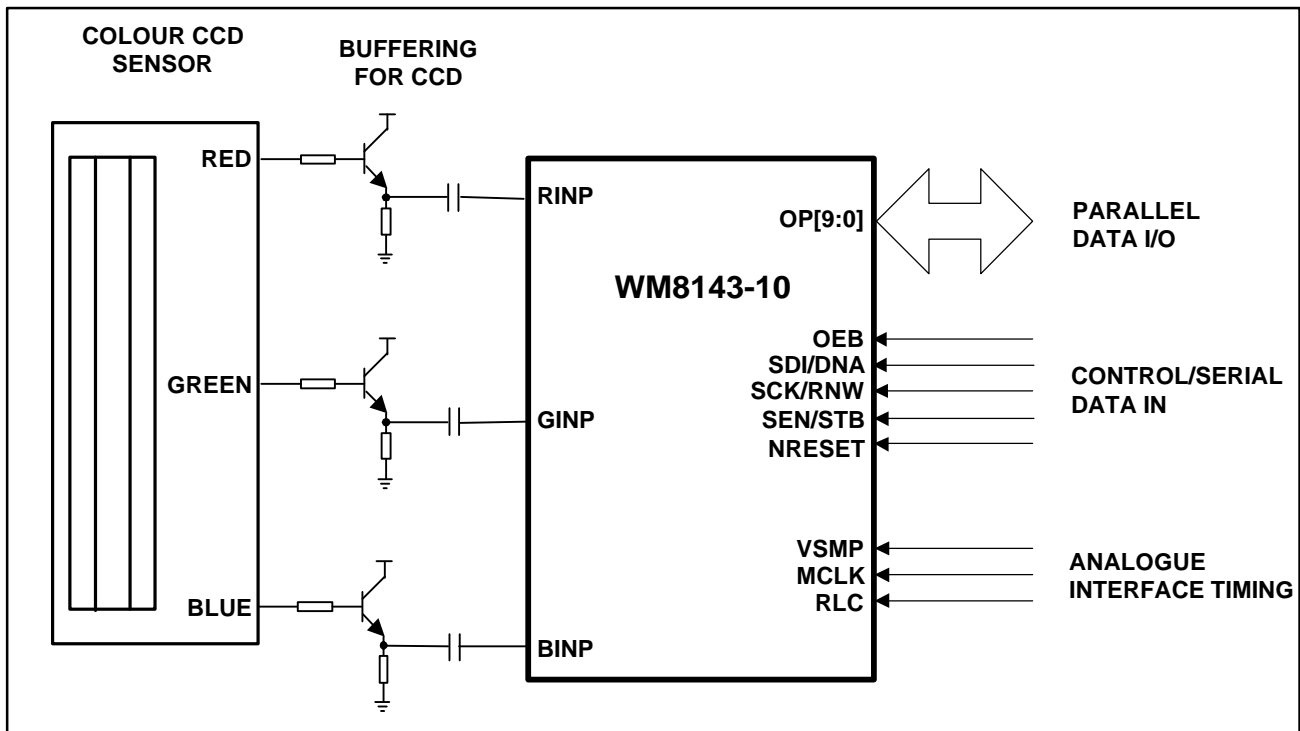 COLOUR CCD
SENSOR
BUFFERING
FOR CCD
RED
GREEN
BLUE
RINP
GINP
BINP
WM8143-10
OP[9:0]
OEB
SDI/DNA
SCK/RNW
SEN/STB
NRESET
VSMP
MCLK
RLC
PARALLEL
DATA I/O
CONTROL/SERIAL
DATA IN
ANALOGUE
INTERFACE TIMING